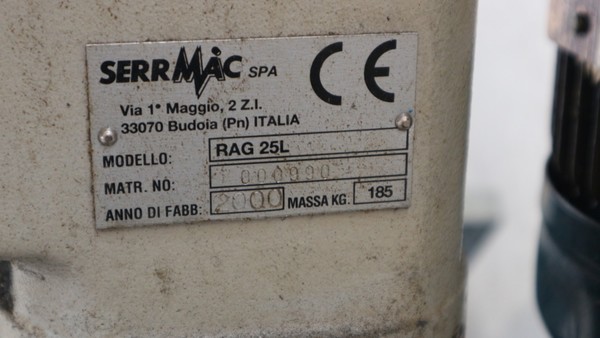 SERRMAC SPA
CE
Via 1° Maggio, 2 Z.I.
33070 Budoia (Pn) ITALIA
MODELLO: RAG 25L
MATR. NO:
ANNO DI FABB: 2000 MASSA KG. 185